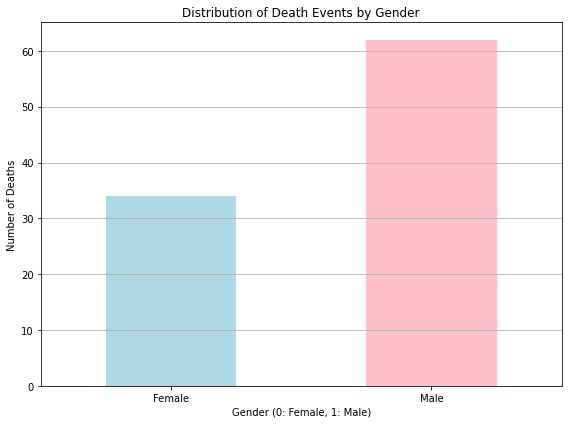 Distribution of Death Events by Gender
Number of Deaths
60
50
40
30
20
10
0
Female
Male
Gender (0: Female, 1: Male)